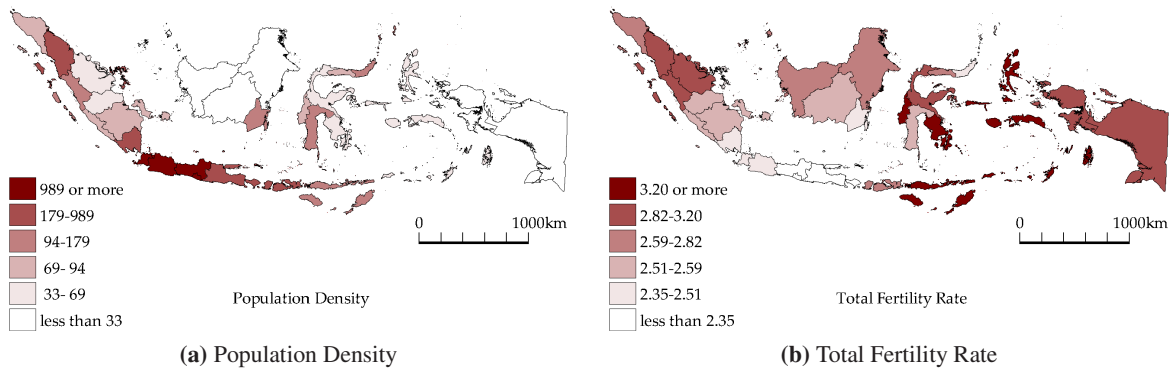 989 or more
179-989
94-179
69- 94
33- 69
less than 33
0 1000km
Population Density
(a) Population Density
3.20 or more
2.82-3.20
2.59-2.82
2.51-2.59
2.35-2.51
less than 2.35
0 1000km
Total Fertility Rate
(b) Total Fertility Rate